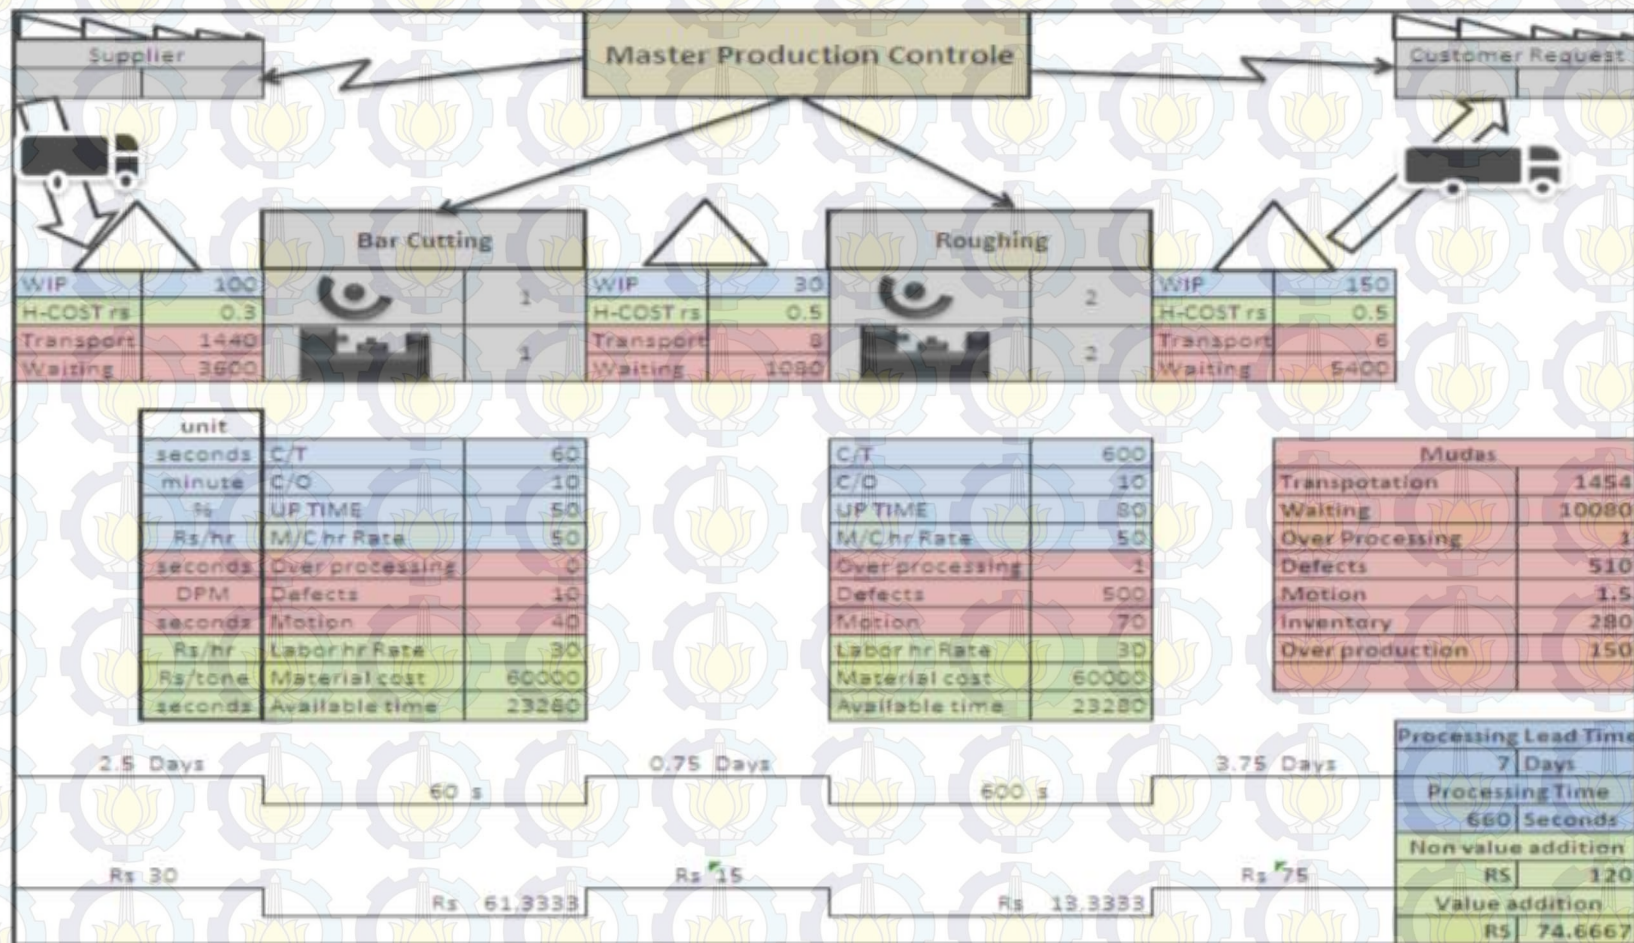 Supplier
Master Production Controle
Customer Request
Bar Cutting
Roughing
WIP 100
1
WIP 30
2
WIP 150
H-COST rs 0.3
H-COST rs 0.5
H-COST rs 0.5
Transport 1440
1
Transport 8
2
Transport 6
Waiting 3600
Waiting 1080
Waiting 5400
unit
seconds C/T 60
C/T 600
Mudas
minute C/O 10
C/O 10
Transpotation 1454
% UP TIME 50
UP TIME 80
Waiting 10080
Rs/hr M/C hr Rate 50
M/C hr Rate 50
Over Processing 1
seconds Over processing 0
Over processing 1
Defects 510
DPM Defects 10
Defects 500
Motion 1.5
seconds Motion 40
Motion 70
Inventory 280
Rs/hr Labor hr Rate 30
Labor hr Rate 30
Over production 150
Rs/tone Material cost 60000
Material cost 60000
seconds Available time 23280
Available time 23280
Processing Lead Time
2.5 Days
0.75 Days
3.75 Days
7 Days
60 s
600 s
Processing Time
660 Seconds
Non value addition
Rs 30
Rs 15
Rs 75
RS 120
Rs 61.3333
Rs 13.3333
Value addition
RS 74.6667